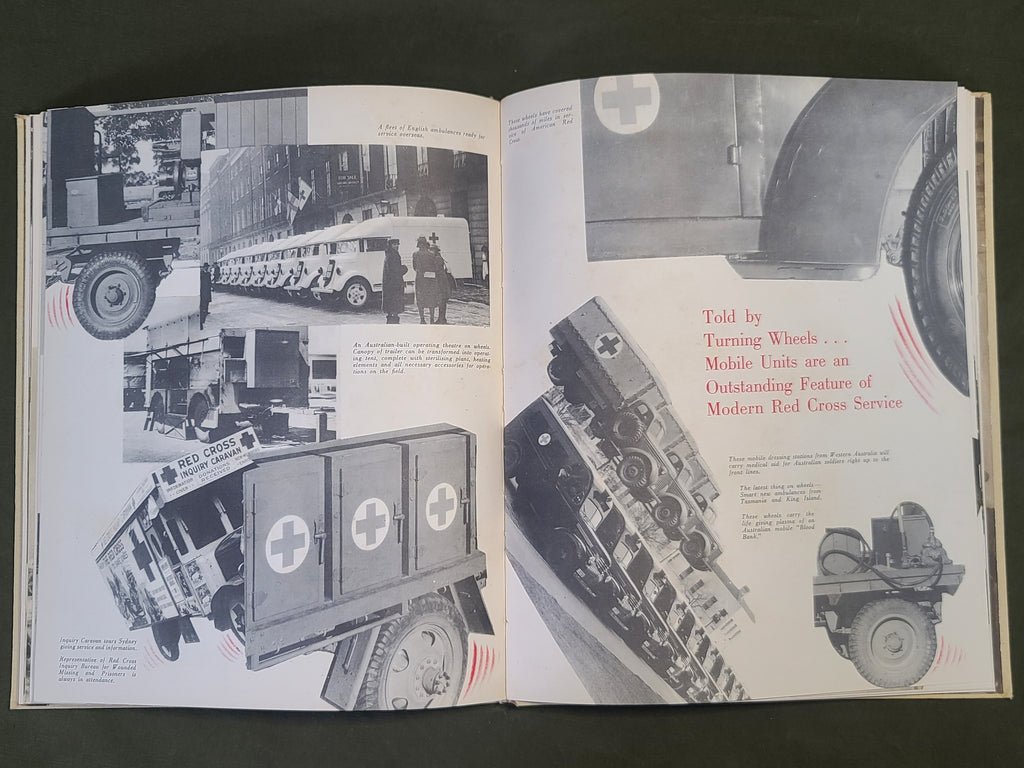 A fleet of English ambulances ready for
service overseas.
FOR SALE
An Australian-built operating theatre on wheels.
Canopy of trailer can be transformed into operat-
ing tent, complete with sterilising plant, heating
elements and all necessary accessories for opera-
tions on the field.
RED CROSS
INQUIRY CARAVAN
INFORMATION DONATIONS
GIVEN RECEIVED
Inquiry Caravan tours Sydney
giving service and information.
Representative of Red Cross
Inquiry Bureau for Wounded
Missing and Prisoners is
always in attendance.
These wheels have covered
thousands of miles in ser-
vice of American Red
Cross.
Told by
Turning Wheels . . .
Mobile Units are an
Outstanding Feature of
Modern Red Cross Service
These mobile dressing stations from Western Australia will
carry medical aid for Australian soldiers right up to the
front lines.
The latest thing on wheels—
Smart new ambulances from
Tasmania and King Island.
These wheels carry the
life giving plasma of an
Australian mobile "Blood
Bank."